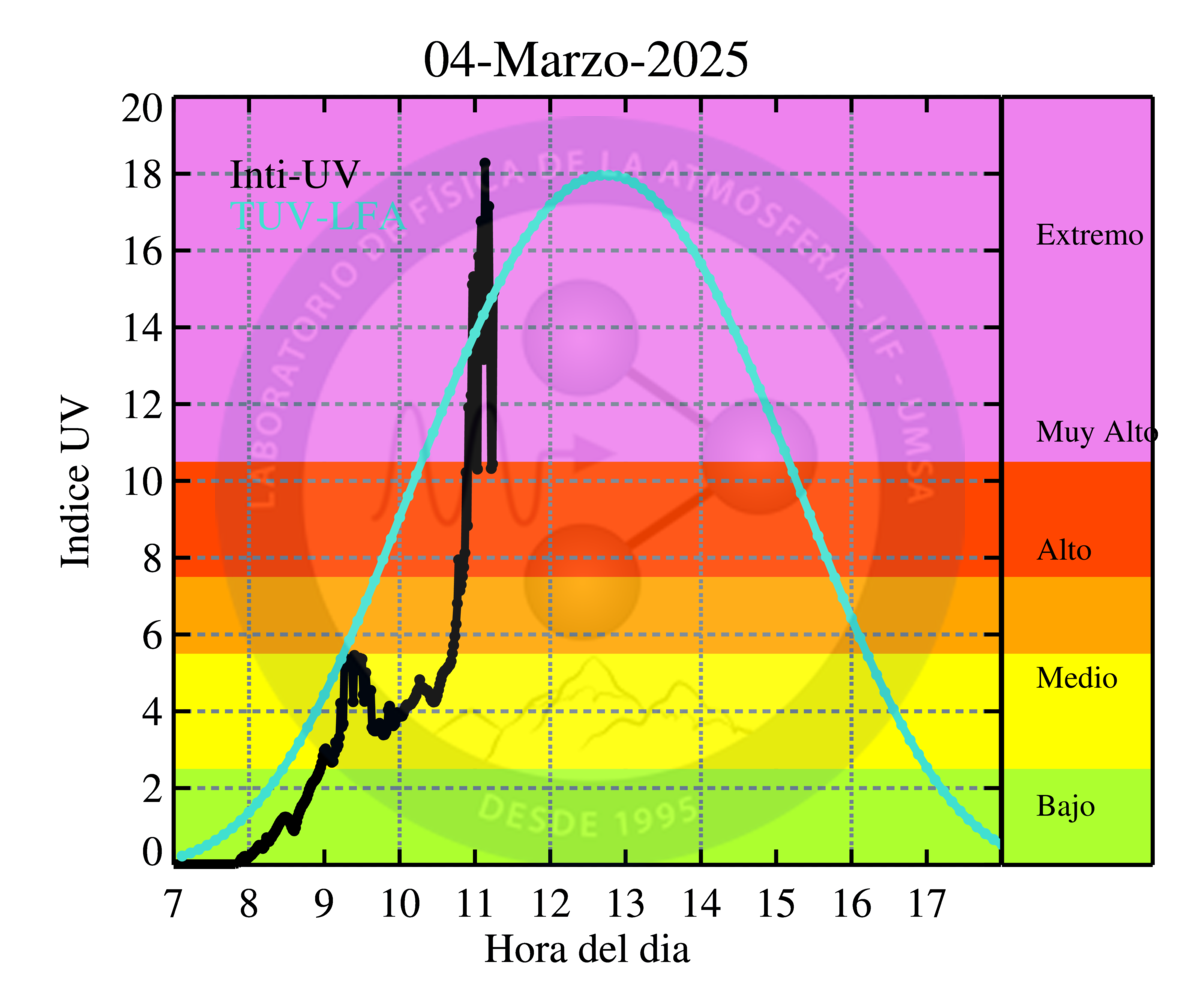 04-Marzo-2025
20
18
16
14
12
10
8
6
4
2
0
Indice UV
Inti-UV
TUV-LFA
LABORATORIO DE FÍSICA DE LA ATMÓSFERA - IIF - UMSA
DESDE 1995
Extremo
Muy Alto
Alto
Medio
Bajo
7 8 9 10 11 12 13 14 15 16 17
Hora del dia